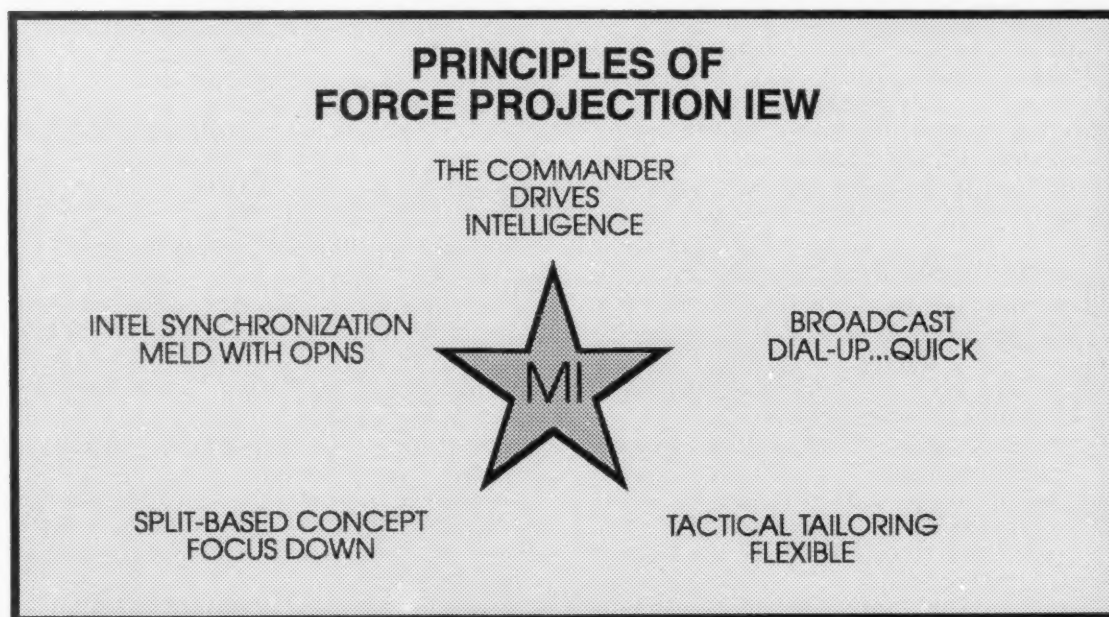 PRINCIPLES OF
FORCE PROJECTION IEW
THE COMMANDER
DRIVES
INTELLIGENCE
INTEL SYNCHRONIZATION
MELD WITH OPNS
BROADCAST
DIAL-UP...QUICK
MI
SPLIT-BASED CONCEPT
FOCUS DOWN
TACTICAL TAILORING
FLEXIBLE